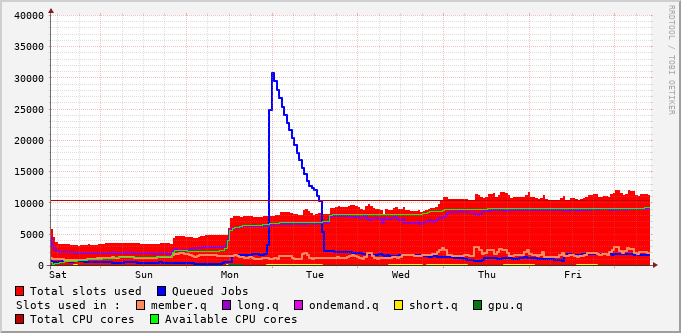 40000
35000
30000
25000
20000
15000
10000
5000
0
Sat Sun Mon Tue Wed Thu Fri
RRDTOOL / TOBI OETIKER
Total slots used Queued Jobs
Slots used in : member.q long.q ondemand.q short.q gpu.q
Total CPU cores Available CPU cores